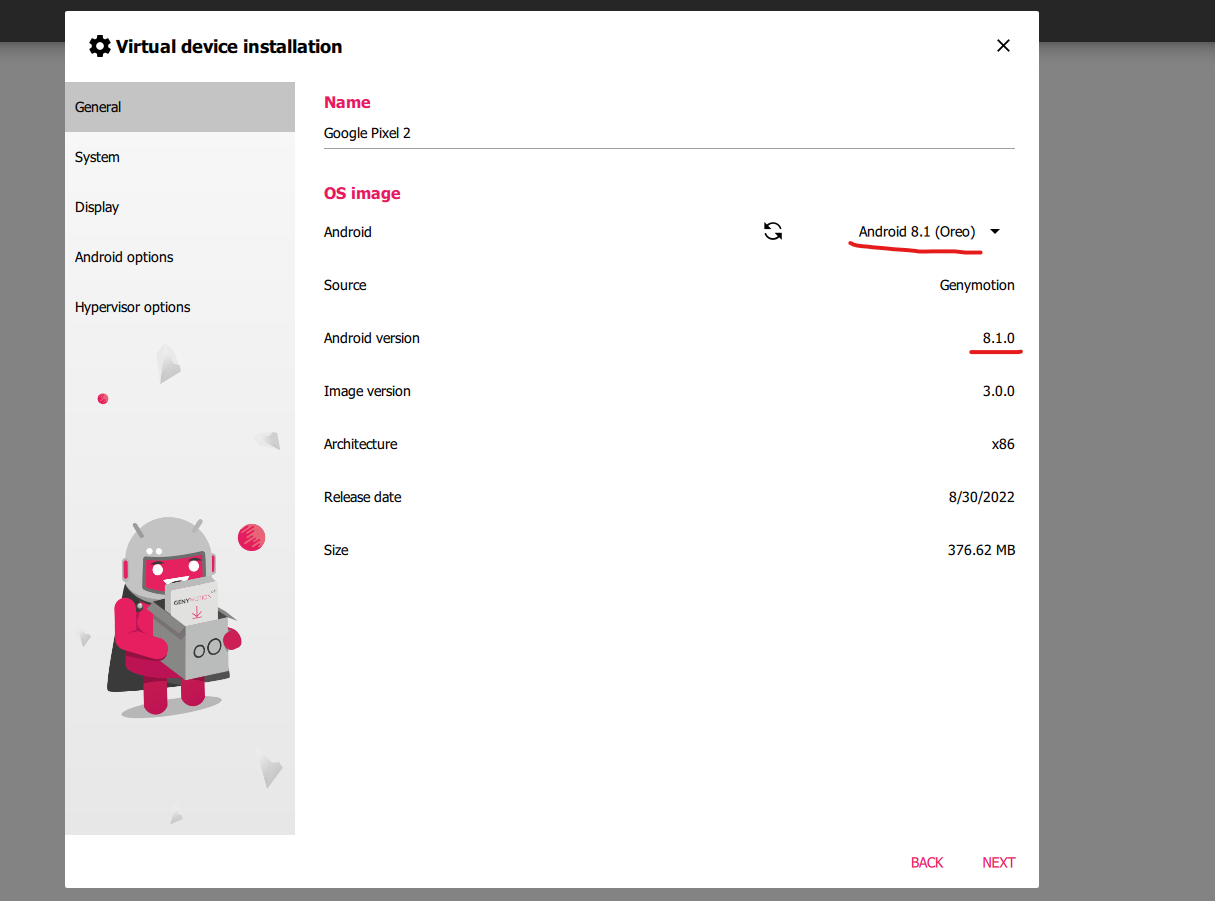 Virtual device installation
General
System
Display
Android options
Hypervisor options
GENYMOTION
Name
Google Pixel 2
OS image
Android Android 8.1 (Oreo)
Source Genymotion
Android version 8.1.0
Image version 3.0.0
Architecture x86
Release date 8/30/2022
Size 376.62 MB
BACK NEXT